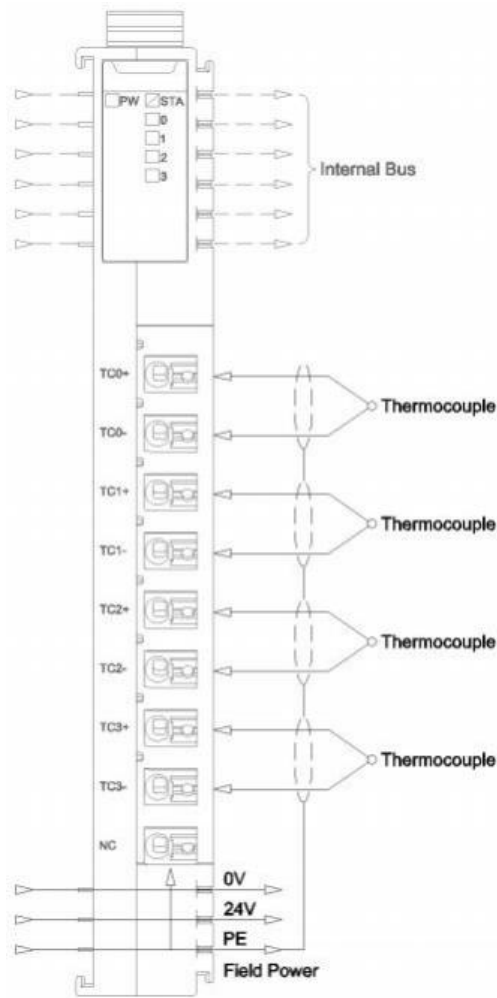 PW STA
0
1
2
3
Internal Bus
TC0+
Thermocouple
TC0-
TC1+
Thermocouple
TC1-
TC2+
Thermocouple
TC2-
TC3+
Thermocouple
TC3-
NC
0V
24V
PE
Field Power